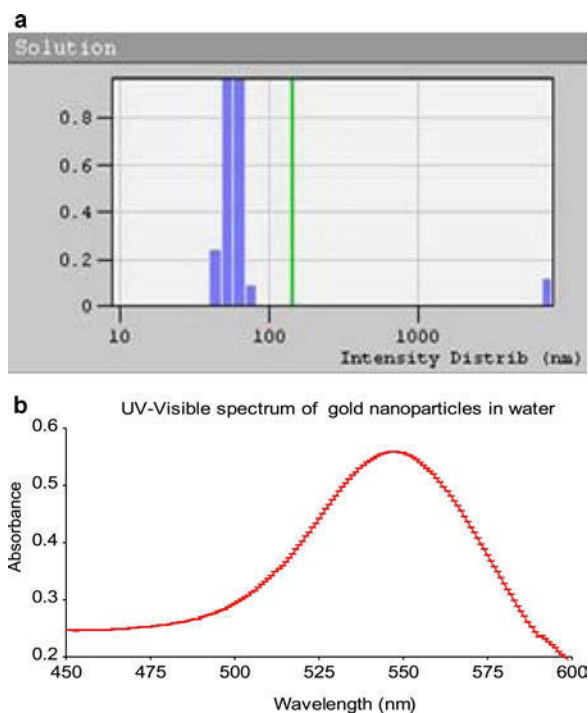 a
Solution
0.8
0.6
0.4
0.2
0
10 100 1000
Intensity Distrib (nm)
b
UV-Visible spectrum of gold nanoparticles in water
0.6
0.5
0.4
0.3
0.2
Absorbance
450 475 500 525 550 575 600
Wavelength (nm)